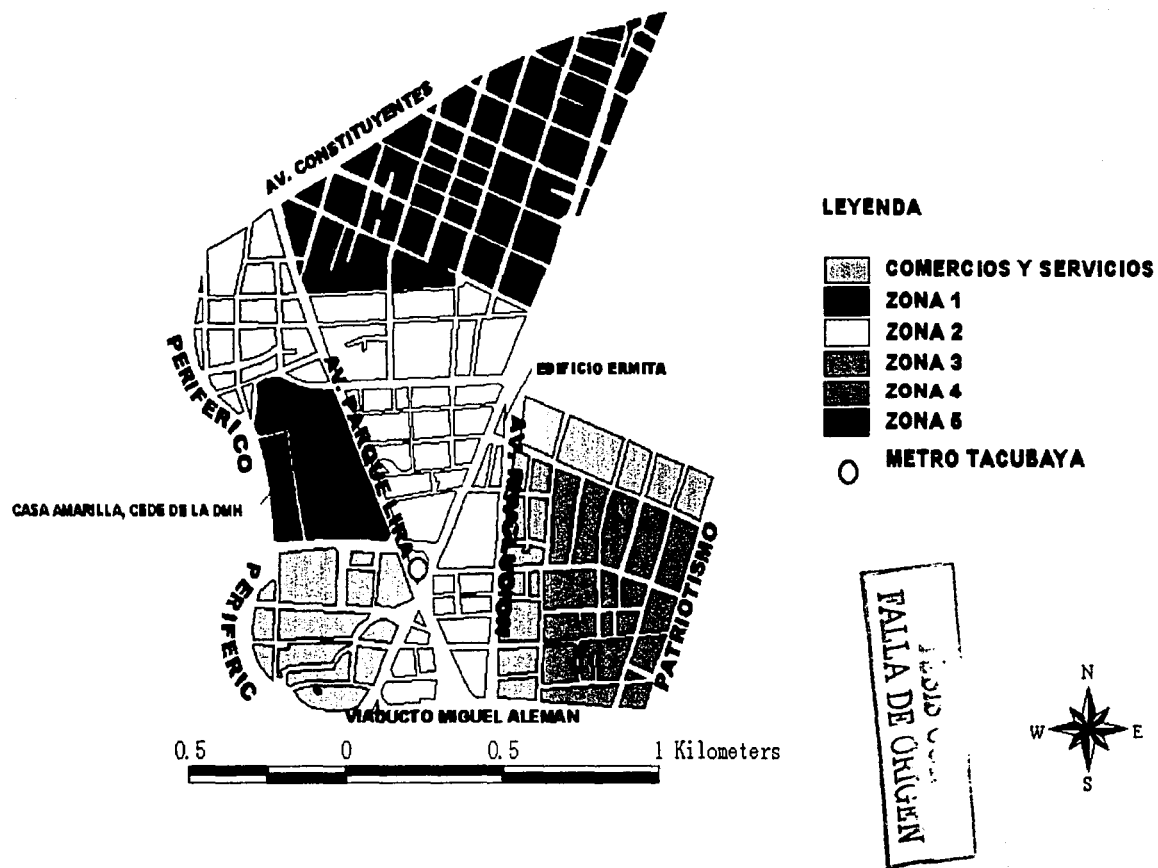 AV. CONSTITUYENTES
LEYENDA
COMERCIOS Y SERVICIOS
ZONA 1
ZONA 2
ZONA 3
ZONA 4
ZONA 5
METRO TACUBAYA
PERIFERICO
AV. PARQUE LIRA
EDIFICIO ERMITA
AV.
CASA AMARILLA, CEDE DE LA DMH
PATRIOTISMO
PERIFERIC
VIADUCTO MIGUEL ALEMAN
0.5 0 0.5 1 Kilometers
FALLA DE ORIGEN
N
W E
S